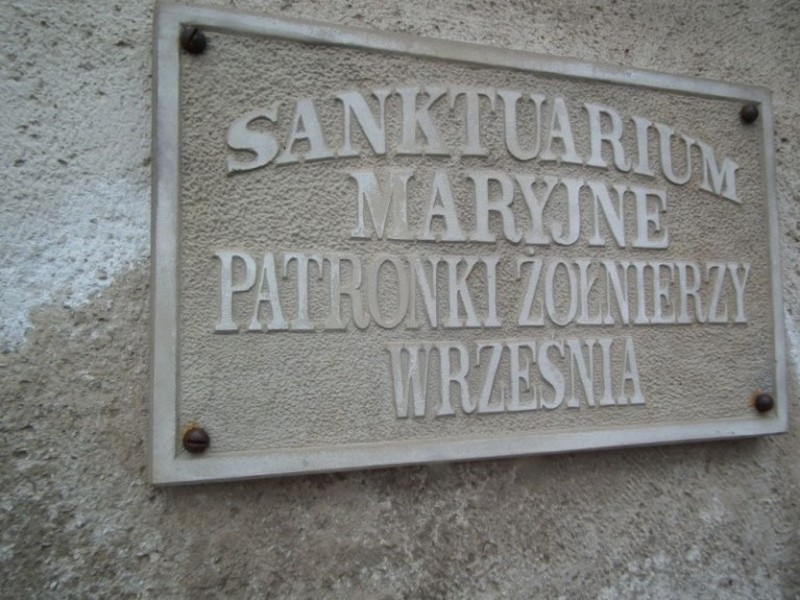 SANKTUARIUM
MARYJNE
PATRONKI ŻOŁNIERZY
WRZEŚNIA